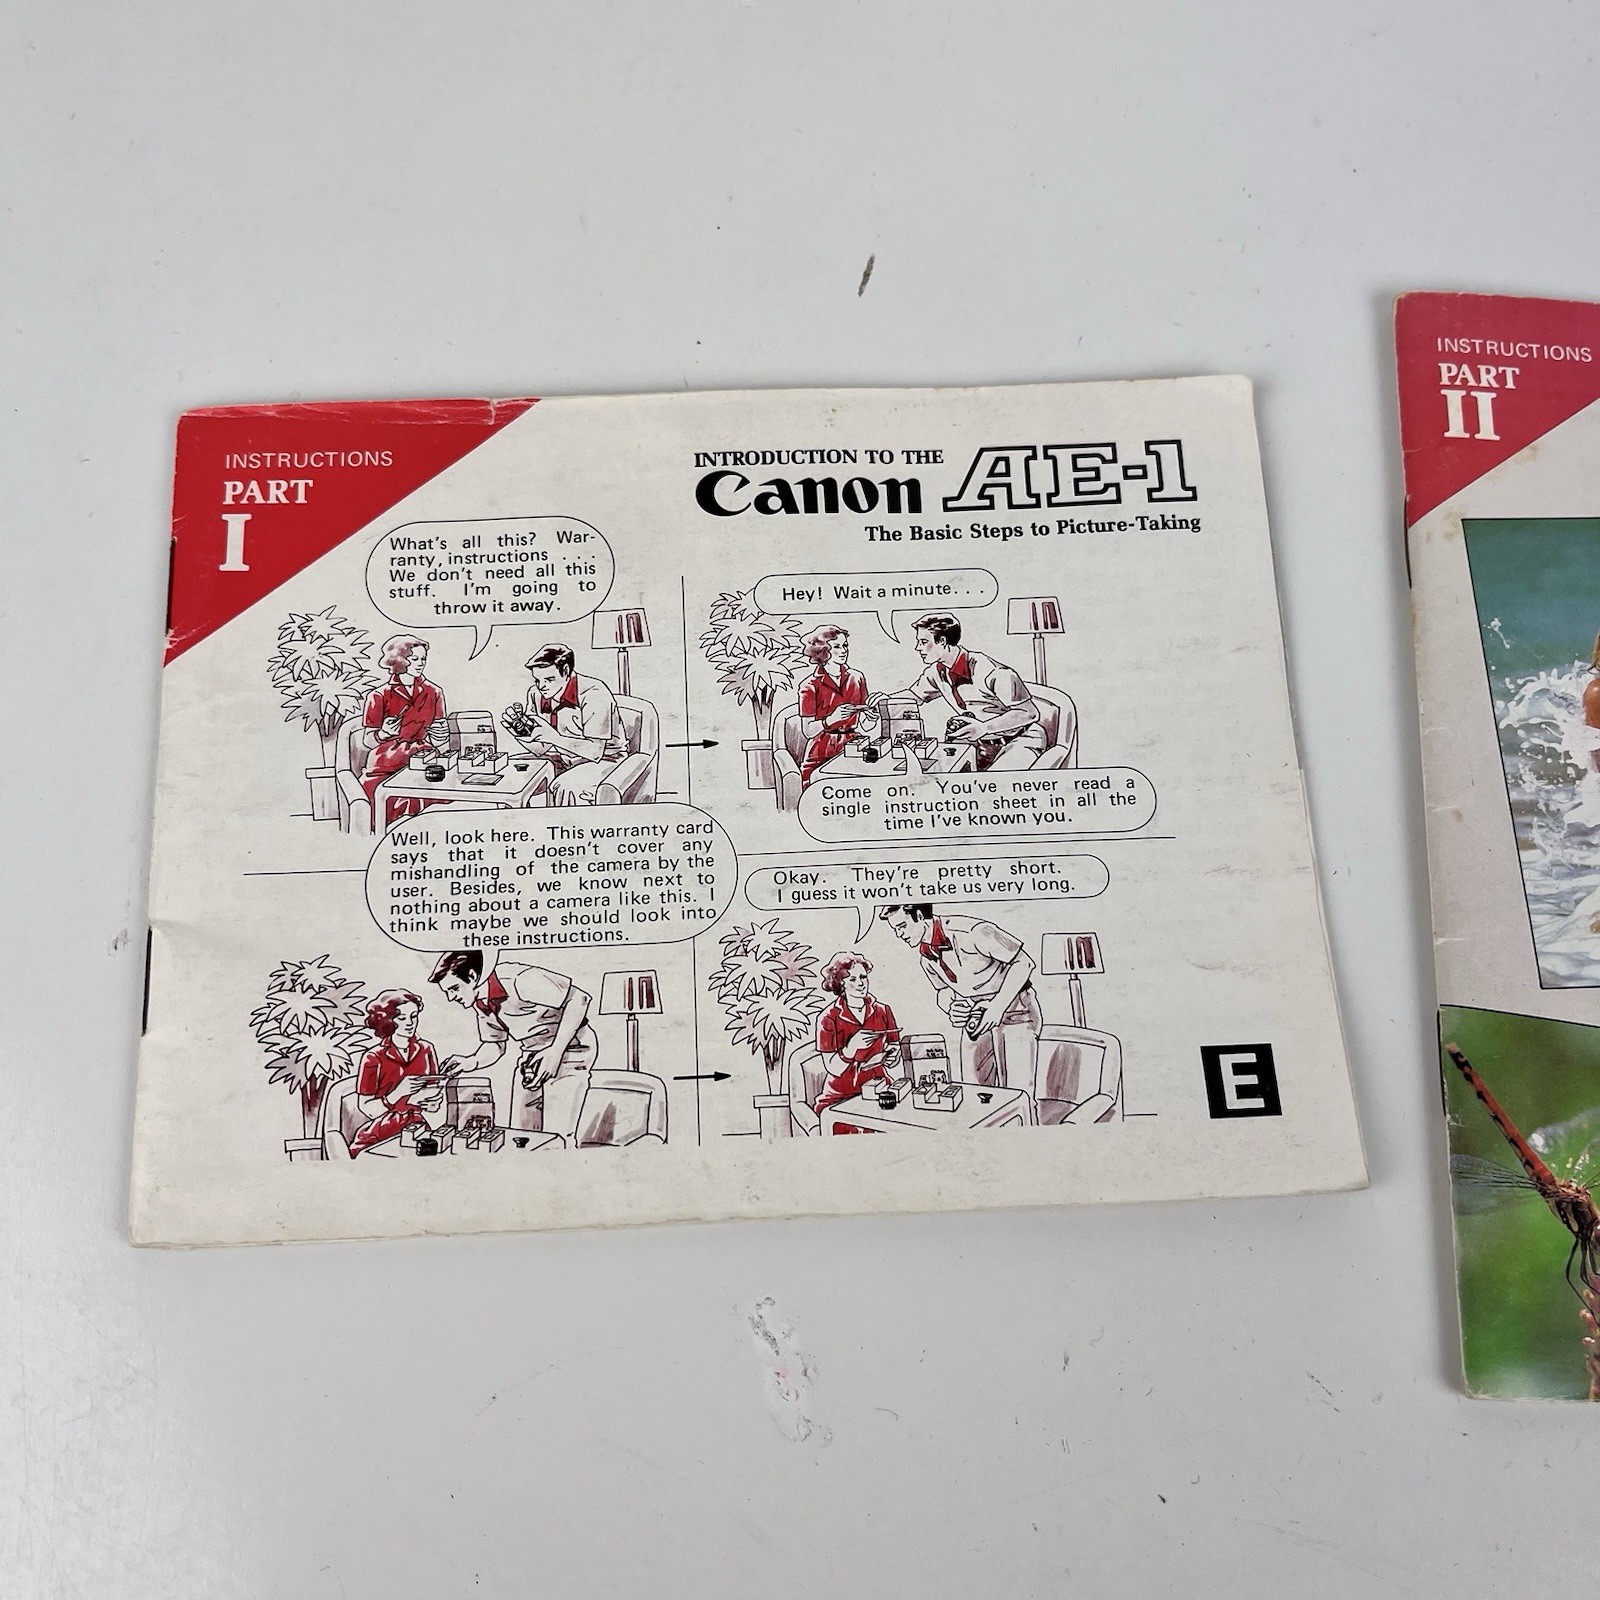 INSTRUCTIONS
PART
I
INTRODUCTION TO THE
Canon AE-1
The Basic Steps to Picture-Taking
What's all this? War-
ranty, instructions . . .
We don't need all this
stuff. I'm going to
throw it away.
Hey! Wait a minute. . .
Come on. You've never read a
single instruction sheet in all the
time I've known you.
Well, look here. This warranty card
says that it doesn't cover any
mishandling of the camera by the
user. Besides, we know next to
nothing about a camera like this. I
think maybe we should look into
these instructions.
Okay. They're pretty short.
I guess it won't take us very long.
E
INSTRUCTIONS
PART
II